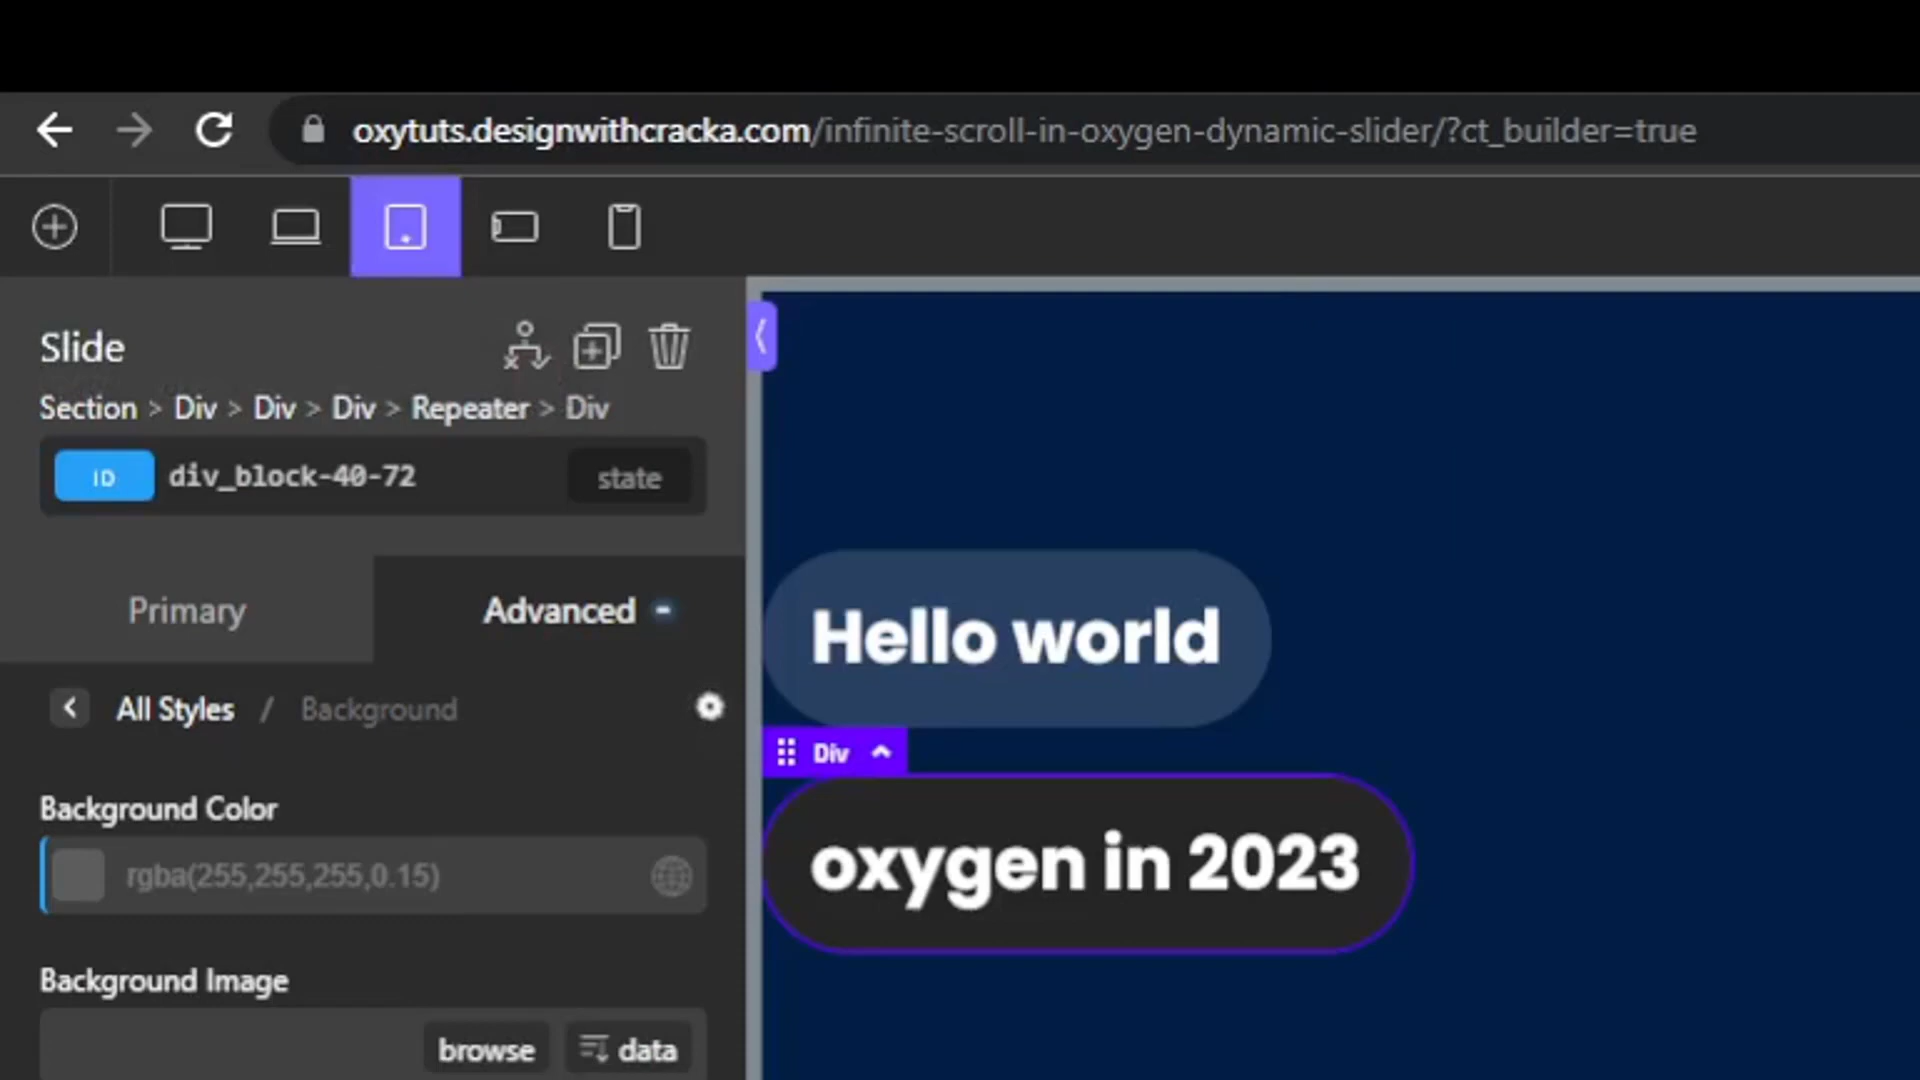 oxytuts.designwithcracka.com/infinite-scroll-in-oxygen-dynamic-slider/?ct_builder=true
Slide
Section > Div > Div > Div > Repeater > Div
ID div_block-40-72 state
Primary Advanced
All Styles / Background
Background Color
rgba(255,255,255,0.15)
Background Image
browse data
Hello world
Div
oxygen in 2023